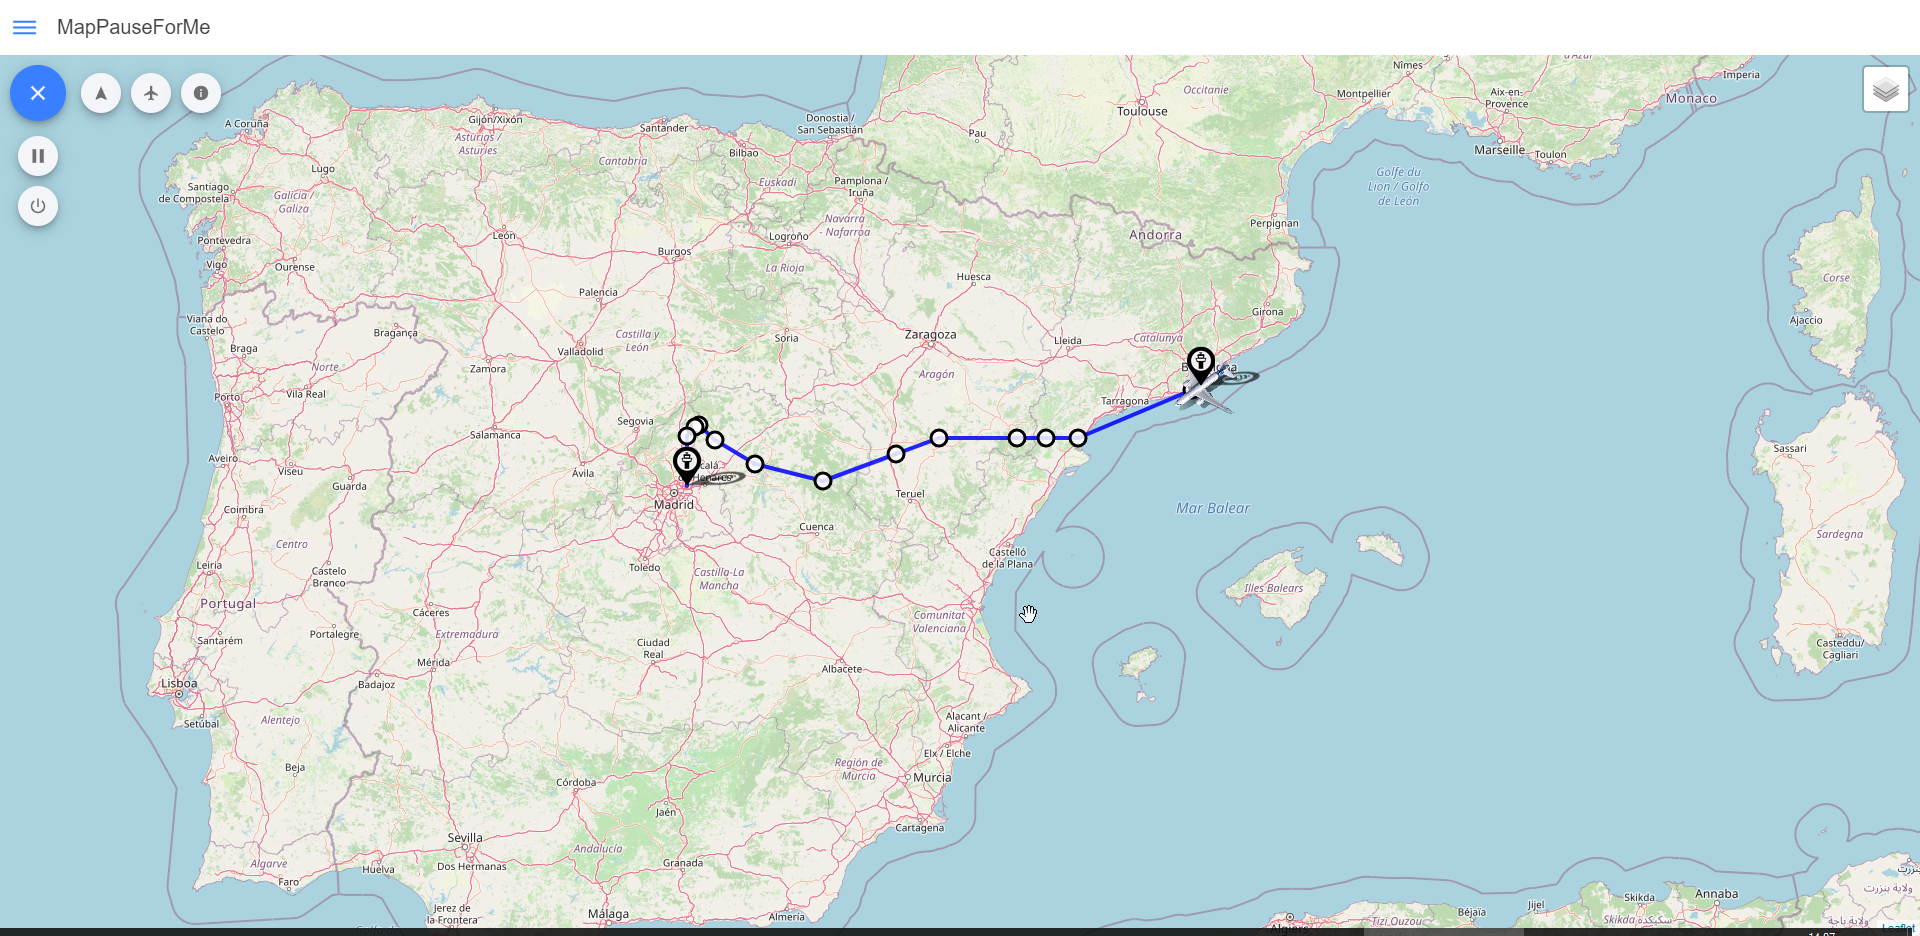 MapPauseForMe
Nîmes
Imperia
Occitanie
Montpellier
Aix-en-
Provence
Monaco
A Coruña
Gijón/Xixón
Santander
Donostia /
San Sebastián
Toulouse
Pau
Marseille
Toulon
Asturias /
Asturies
Cantabria
Bilbao
Lugo
Santiago
de Compostela
Galicia /
Galiza
Euskadi
Pamplona /
Iruña
Golfe du
Lion / Golfo
de León
Navarra
Nafarroa
Perpignan
Andorra
Pontevedra
León
Logroño
Burgos
Vigo
Ourense
La Rioja
Huesca
Corse
Palencia
Girona
Viana do
Castelo
Bragança
Castilla y
León
Soria
Zaragoza
Lleida
Catalunya
Ajaccio
Braga
Valladolid
Norte
Zamora
Aragón
Vila Real
Porto
Tarragona
Segovia
Salamanca
Sassari
Aveiro
Viseu
Ávila
Guarda
Teruel
Madrid
Coimbra
Mar Balear
Cuenca
Centro
Sardegna
Castelló
de la Plana
Leiria
Castelo
Branco
Toledo
Castilla-La
Mancha
Illes Balears
Portugal
Cáceres
Comunitat
Valenciana
Santarém
Portalegre
Extremadura
Ciudad
Real
Casteddu/
Cagliari
Mérida
Albacete
Lisboa
Badajoz
Setúbal
Alentejo
Alacant /
Alicante
Elx / Elche
Beja
Región de
Murcia
Murcia
Córdoba
Jaén
Cartagena
Sevilla
Andalucía
Algarve
Huelva
Dos Hermanas
Granada
Faro
Jerez de
la Frontera
Málaga
Almería
Tizi Ouzou
Béjaïa
Jijel
Skikda
Annaba
Skikda سكيكدة
ولاية بنزرت
ولاية باجة
Leaflet